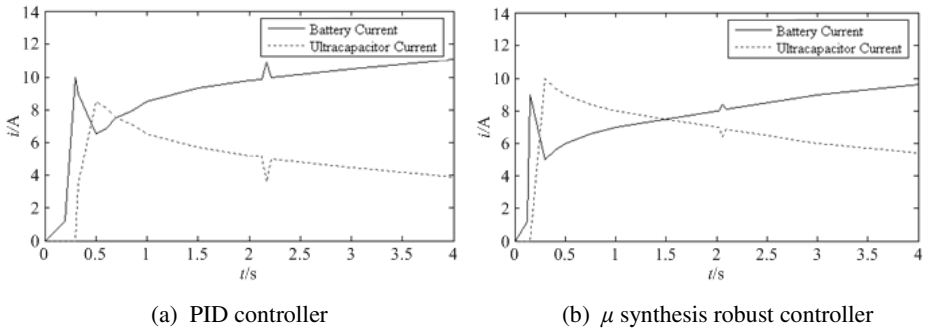 14
12
10
8
6
4
2
0
i/A
Battery Current
Ultracapacitor Current
0 0.5 1 1.5 2 2.5 3 3.5 4
t/s
(a) PID controller
14
12
10
8
6
4
2
0
i/A
Battery Current
Ultracapacitor Current
0 0.5 1 1.5 2 2.5 3 3.5 4
t/s
(b) μ synthesis robust controller